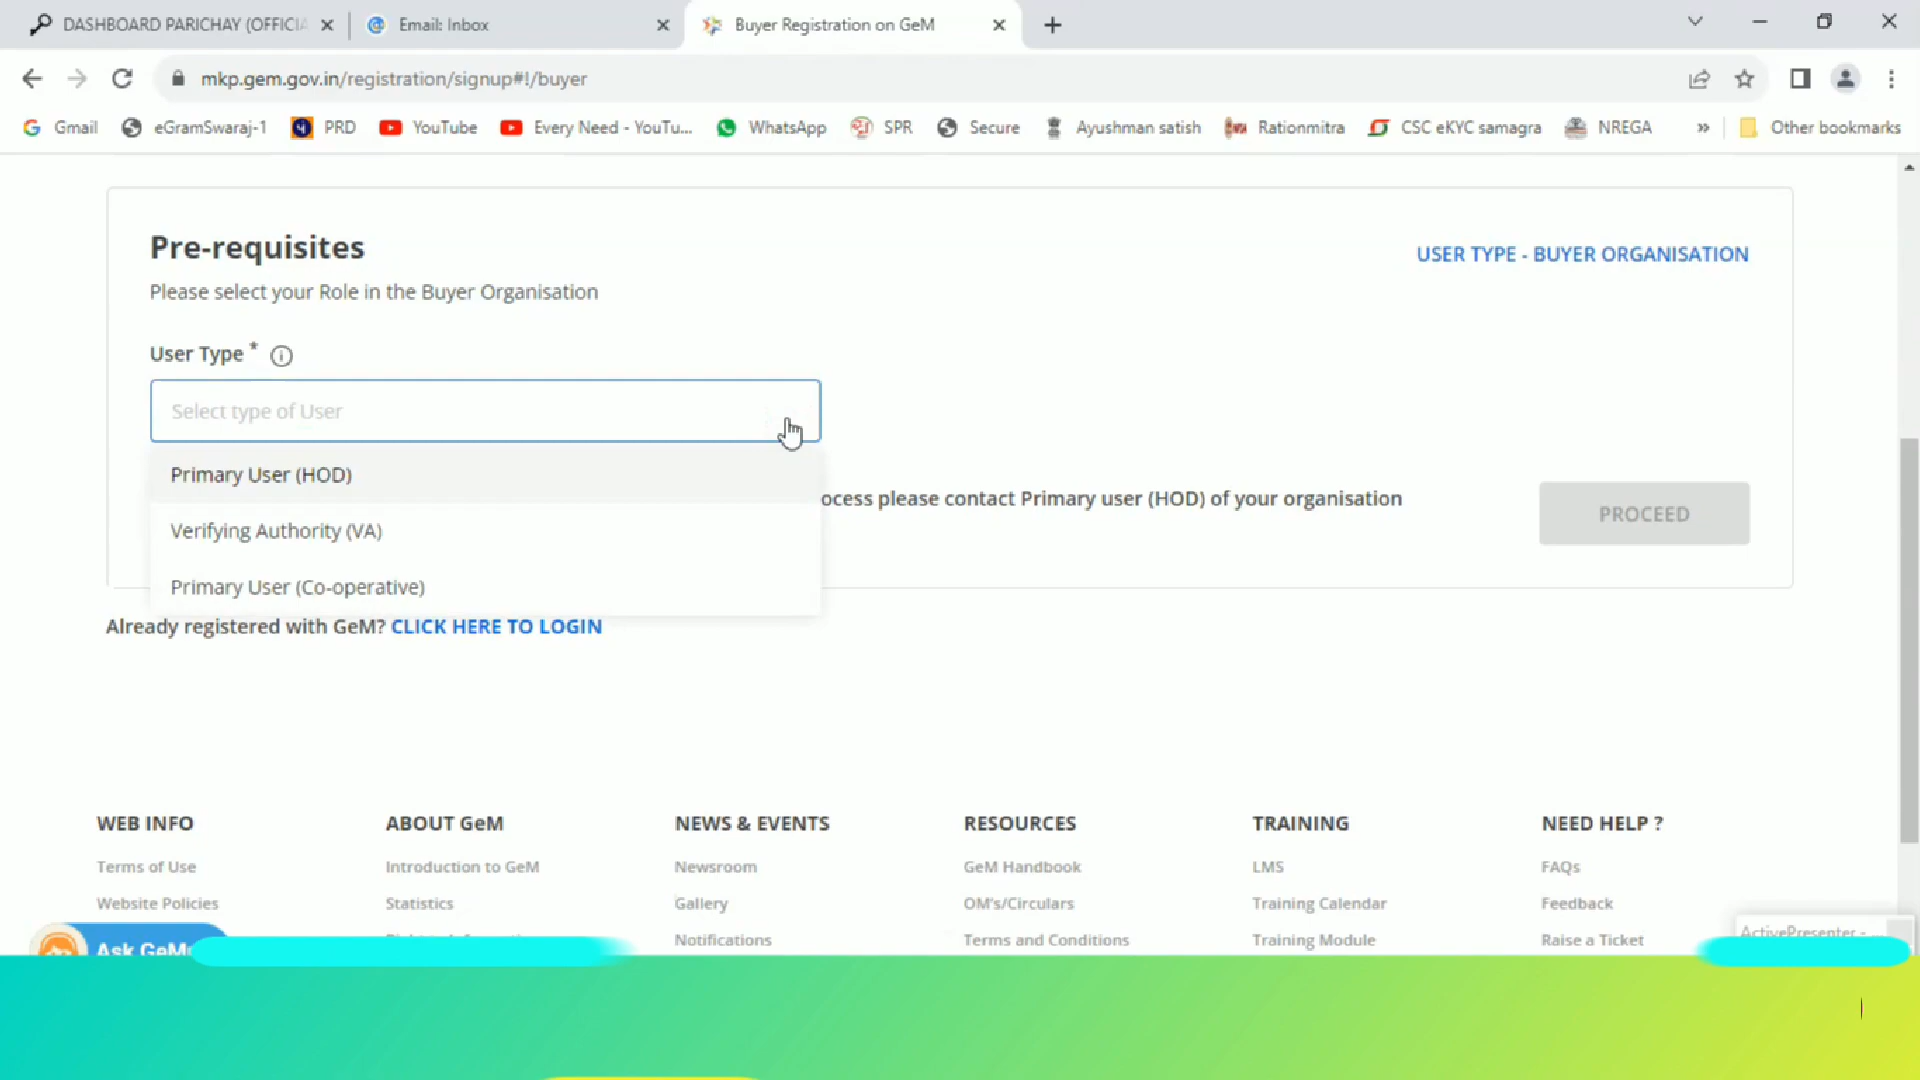 DASHBOARD PARICHAY (OFFICIA
Email: Inbox
Buyer Registration on GeM
mkp.gem.gov.in/registration/signup#!/buyer
Gmail
eGramSwaraj-1
PRD
YouTube
Every Need - YouTu...
WhatsApp
SPR
Secure
Ayushman satish
Rationmitra
CSC eKYC samagra
NREGA
Other bookmarks
Pre-requisites
USER TYPE - BUYER ORGANISATION
Please select your Role in the Buyer Organisation
User Type *
Select type of User
Primary User (HOD)
ocess please contact Primary user (HOD) of your organisation
PROCEED
Verifying Authority (VA)
Primary User (Co-operative)
Already registered with GeM? CLICK HERE TO LOGIN
WEB INFO
ABOUT GeM
NEWS & EVENTS
RESOURCES
TRAINING
NEED HELP ?
Terms of Use
Introduction to GeM
Newsroom
GeM Handbook
LMS
FAQs
Website Policies
Statistics
Gallery
OM's/Circulars
Training Calendar
Feedback
Ask GeM
Notifications
Terms and Conditions
Training Module
Raise a Ticket
ActivePresenter - ...